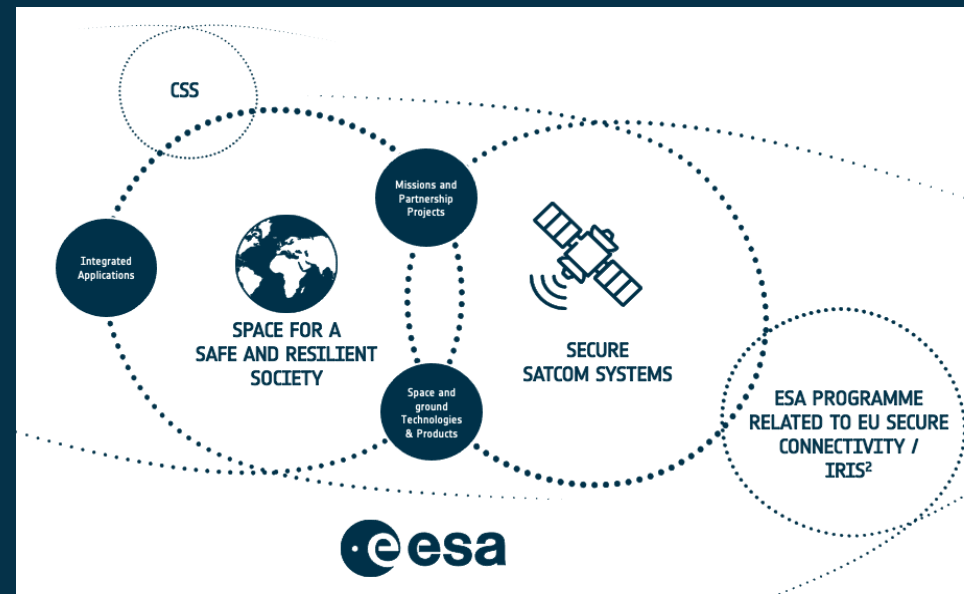 CSS
Missions and
Partnership
Projects
Integrated
Applications
SPACE FOR A
SAFE AND RESILIENT
SOCIETY
SECURE
SATCOM SYSTEMS
Space and
ground
Technologies
& Products
ESA PROGRAMME
RELATED TO EU SECURE
CONNECTIVITY /
IRIS²
esa